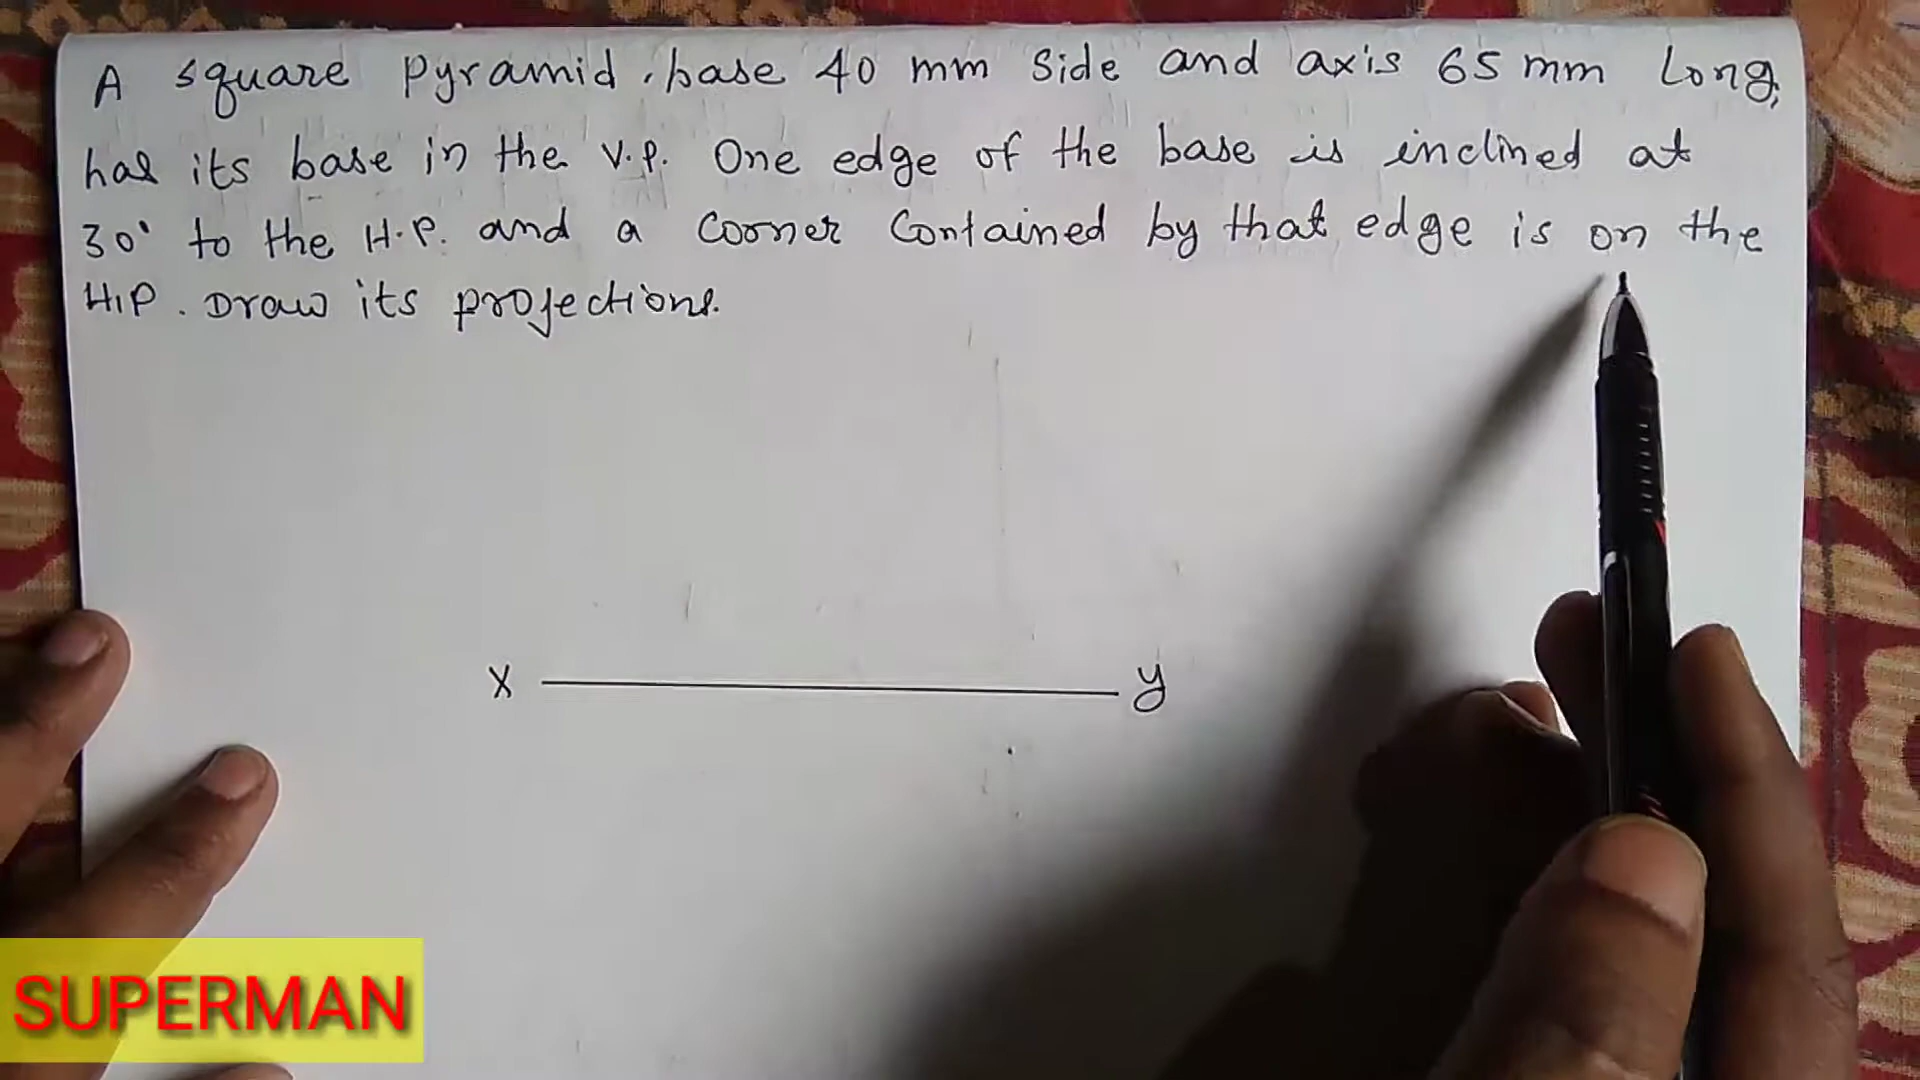 A square pyramid, base 40 mm side and axis 65 mm long,
has its base in the V.P. One edge of the base is inclined at
30° to the H.P. and a corner contained by that edge is on the
H.P. Draw its projections.
x y
SUPERMAN